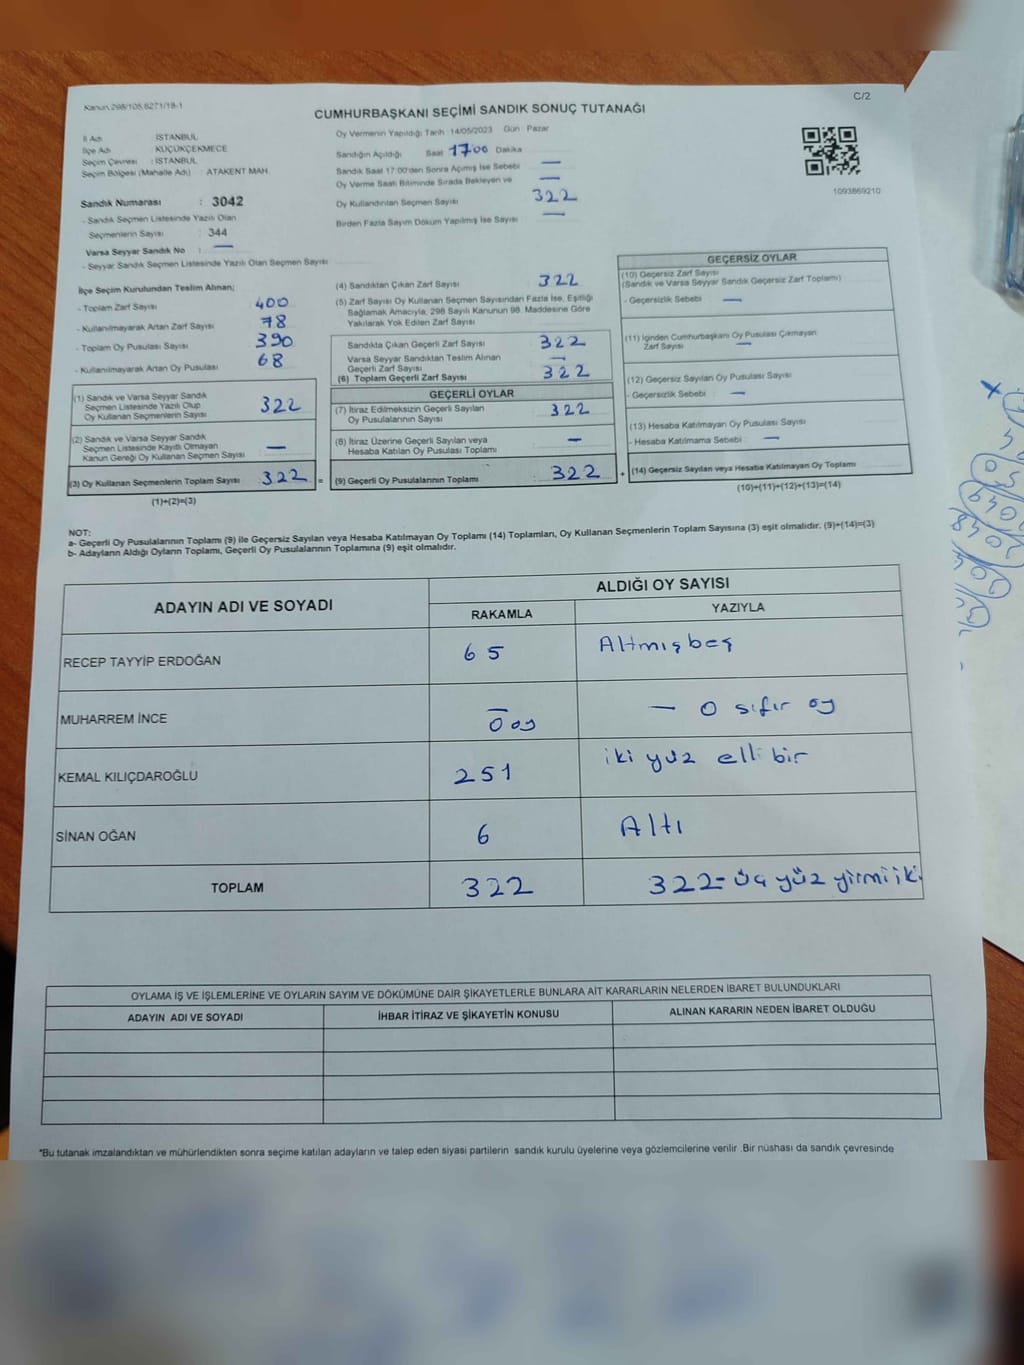 Kanun 298/105,6271/18-1
C/2
CUMHURBAŞKANI SEÇİMİ SANDIK SONUÇ TUTANAĞI
İl Adı İSTANBUL
İlçe Adı KÜÇÜKÇEKMECE
Seçim Çevresi : İSTANBUL
Seçim Bölgesi (Mahalle Adı) : ATAKENT MAH.
Sandık Numarası : 3042
- Sandık Seçmen Listesinde Yazılı Olan
Seçmenlerin Sayısı : 344
Varsa Seyyar Sandık No : —
- Seyyar Sandık Seçmen Listesinde Yazılı Olan Seçmen Sayısı
Oy Vermenin Yapıldığı Tarih : 14/05/2023 Gün : Pazar
Sandığın Açıldığı Saat 17 00 Dakika
Sandık Saat 17:00'den Sonra Açımış İse Sebebi —
Oy Verme Saati Bitiminde Sırada Bekleyen ve —
Oy Kullandırılan Seçmen Sayısı 322
Birden Fazla Sayım Döküm Yapılmış İse Sayısı —
1093869210
İlçe Seçim Kurulundan Teslim Alınan;
- Toplam Zarf Sayısı 400
- Kullanılmayarak Artan Zarf Sayısı 78
- Toplam Oy Pusulası Sayısı 390
- Kullanılmayarak Artan Oy Pusulası 68
(1) Sandık ve Varsa Seyyar Sandık
Seçmen Listesinde Yazılı Olup
Oy Kullanan Seçmenlerin Sayısı 322
(2) Sandık ve Varsa Seyyar Sandık
Seçmen Listesinde Kayıtlı Olmayan
Kanun Gereği Oy Kullanan Seçmen Sayısı —
(3) Oy Kullanan Seçmenlerin Toplam Sayısı 322 =
(1)+(2)=(3)
(4) Sandıktan Çıkan Zarf Sayısı 322
(5) Zarf Sayısı Oy Kullanan Seçmen Sayısından Fazla İse, Eşitliği
Sağlamak Amacıyla, 298 Sayılı Kanunun 98. Maddesine Göre
Yakılarak Yok Edilen Zarf Sayısı
Sandıkta Çıkan Geçerli Zarf Sayısı 322
Varsa Seyyar Sandıktan Teslim Alınan
Geçerli Zarf Sayısı —
(6) Toplam Geçerli Zarf Sayısı 322
GEÇERLİ OYLAR
(7) İtiraz Edilmeksizin Geçerli Sayılan
Oy Pusulalarının Sayısı 322
(8) İtiraz Üzerine Geçerli Sayılan veya
Hesaba Katılan Oy Pusulası Toplamı —
(9) Geçerli Oy Pusulalarının Toplamı 322 +
GEÇERSİZ OYLAR
(10) Geçersiz Zarf Sayısı
(Sandık ve Varsa Seyyar Sandık Geçersiz Zarf Toplamı)
- Geçersizlik Sebebi : —
(11) İçinden Cumhurbaşkanı Oy Pusulası Çıkmayan
Zarf Sayısı —
(12) Geçersiz Sayılan Oy Pusulası Sayısı
- Geçersizlik Sebebi : —
(13) Hesaba Katılmayan Oy Pusulası Sayısı
- Hesaba Katılmama Sebebi : —
(14) Geçersiz Sayılan veya Hesaba Katılmayan Oy Toplamı
(10)+(11)+(12)+(13)=(14)
NOT:
a- Geçerli Oy Pusulalarının Toplamı (9) ile Geçersiz Sayılan veya Hesaba Katılmayan Oy Toplamı (14) Toplamları, Oy Kullanan Seçmenlerin Toplam Sayısına (3) eşit olmalıdır. (9)+(14)=(3)
b- Adayların Aldığı Oyların Toplamı, Geçerli Oy Pusulalarının Toplamına (9) eşit olmalıdır.
ADAYIN ADI VE SOYADI
ALDIĞI OY SAYISI
RAKAMLA YAZIYLA
RECEP TAYYİP ERDOĞAN 65 Altmışbeş
MUHARREM İNCE — 0 oy — 0 sıfır oy
KEMAL KILIÇDAROĞLU 251 iki yuz elli bir
SİNAN OĞAN 6 Altı
TOPLAM 322 322-üç yüz yirmi iki
OYLAMA İŞ VE İŞLEMLERİNE VE OYLARIN SAYIM VE DÖKÜMÜNE DAİR ŞİKAYETLERLE BUNLARA AİT KARARLARIN NELERDEN İBARET BULUNDUKLARI
ADAYIN ADI VE SOYADI İHBAR İTİRAZ VE ŞİKAYETİN KONUSU ALINAN KARARIN NEDEN İBARET OLDUĞU
*Bu tutanak imzalandıktan ve mühürlendikten sonra seçime katılan adayların ve talep eden siyasi partilerin sandık kurulu üyelerine veya gözlemcilerine verilir .Bir nüshası da sandık çevresinde